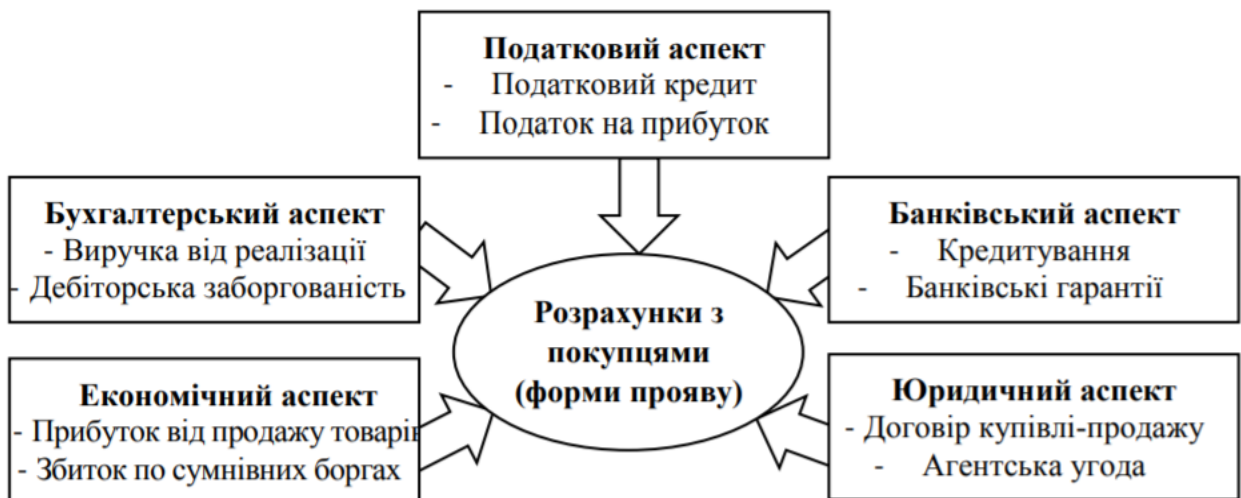 Податковий аспект
- Податковий кредит
- Податок на прибуток
Бухгалтерський аспект
- Виручка від реалізації
- Дебіторська заборгованість
Банківський аспект
- Кредитування
- Банківські гарантії
Розрахунки з
покупцями
(форми прояву)
Економічний аспект
- Прибуток від продажу товарів
- Збиток по сумнівних боргах
Юридичний аспект
- Договір купівлі-продажу
- Агентська угода